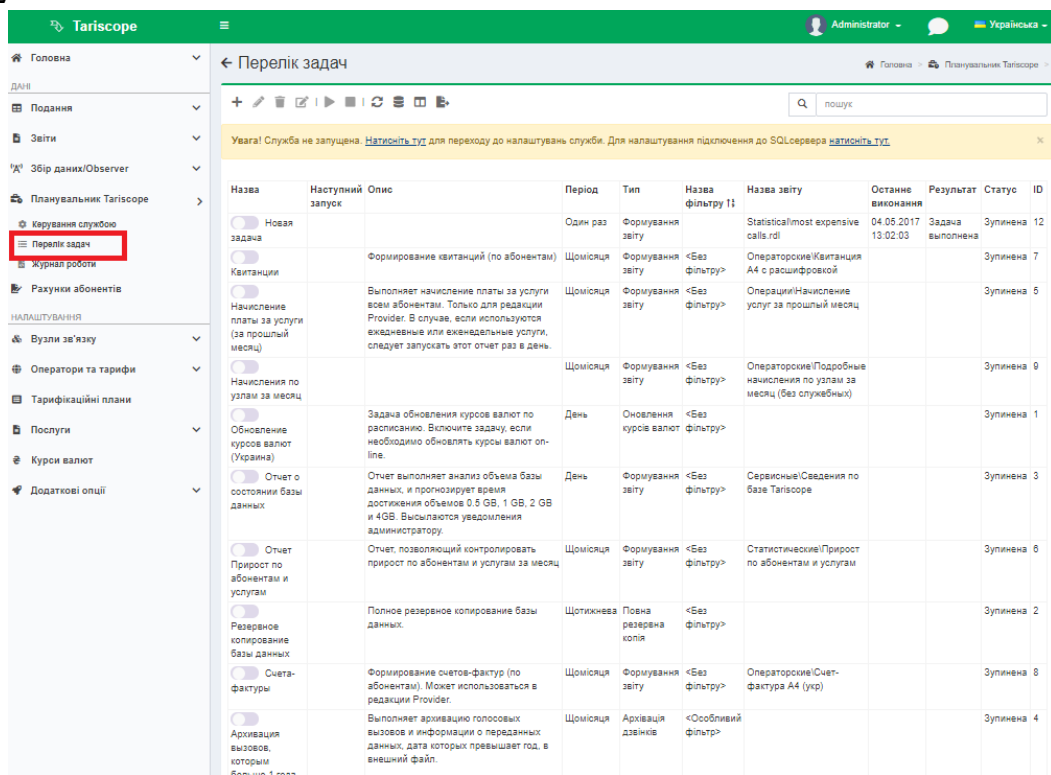 Tariscope
Administrator
Українська
Головна
ДАНІ
Подання
Звіти
Збір даних/Observer
Планувальник Tariscope
Керування службою
Перелік задач
Журнал роботи
Рахунки абонентів
НАЛАШТУВАННЯ
Вузли зв'язку
Оператори та тарифи
Тарифікаційні плани
Послуги
Курси валют
Додаткові опції
← Перелік задач
Головна > Планувальник Tariscope >
пошук
Увага! Служба не запущена. Натисніть тут для переходу до налаштувань служби. Для налаштування підключення до SQLсервера натисніть тут.
Назва Наступний Опис Період Тип Назва Назва звіту Останнє Результат Статус ID
запуск фільтру виконання
Новая Один раз Формування Statistical\most expensive 04.05.2017 Задача Зупинена 12
задача звіту calls.rdl 13:02:03 выполнена
Формирование квитанций (по абонентам) Щомісяця Формування <Без Операторские\Квитанция Зупинена 7
Квитанции звіту фільтру> А4 с расшифровкой
Выполняет начисление платы за услуги Щомісяця Формування <Без Операции\Начисление Зупинена 5
Начисление всем абонентам. Только для редакции звіту фільтру> услуг за прошлый месяц
платы за услуги Provider. В случае, если используются
(за прошлый ежедневные или еженедельные услуги,
месяц) следует запускать этот отчет раз в день.
Щомісяця Формування <Без Операторские\Подробные Зупинена 9
Начисления по звіту фільтру> начисления по узлам за
узлам за месяц месяц (без служебных)
Задача обновления курсов валют по День Оновлення <Без Зупинена 1
Обновление расписанию. Включите задачу, если курсів валют фільтру>
курсов валют необходимо обновлять курсы валют on-
(Украина) line.
Отчет о Отчет выполняет анализ объема базы День Формування <Без Сервисные\Сведения по Зупинена 3
состоянии базы данных, и прогнозирует время звіту фільтру> базе Tariscope
данных достижения объемов 0.5 GB, 1 GB, 2 GB
и 4GB. Высылаются уведомления
администратору.
Отчет Отчет, позволяющий контролировать Щомісяця Формування <Без Статистические\Прирост Зупинена 6
Прирост по прирост по абонентам и услугам за месяц звіту фільтру> по абонентам и услугам
абонентам и
услугам
Полное резервное копирование базы Щотижнева Повна <Без Зупинена 2
Резервное данных. резервна фільтру>
копирование копія
базы данных
Счета- Формирование счетов-фактур (по Щомісяця Формування <Без Операторские\Счет- Зупинена 8
фактуры абонентам). Может использоваться в звіту фільтру> фактура А4 (укр)
редакции Provider.
Выполняет архивацию голосовых Щомісяця Архівація <Особливий Зупинена 4
Архивация вызовов и информации о переданных дзвінків фільтр>
вызовов, данных, дата которых превышает год, в
которым внешний файл.
больше 1 года